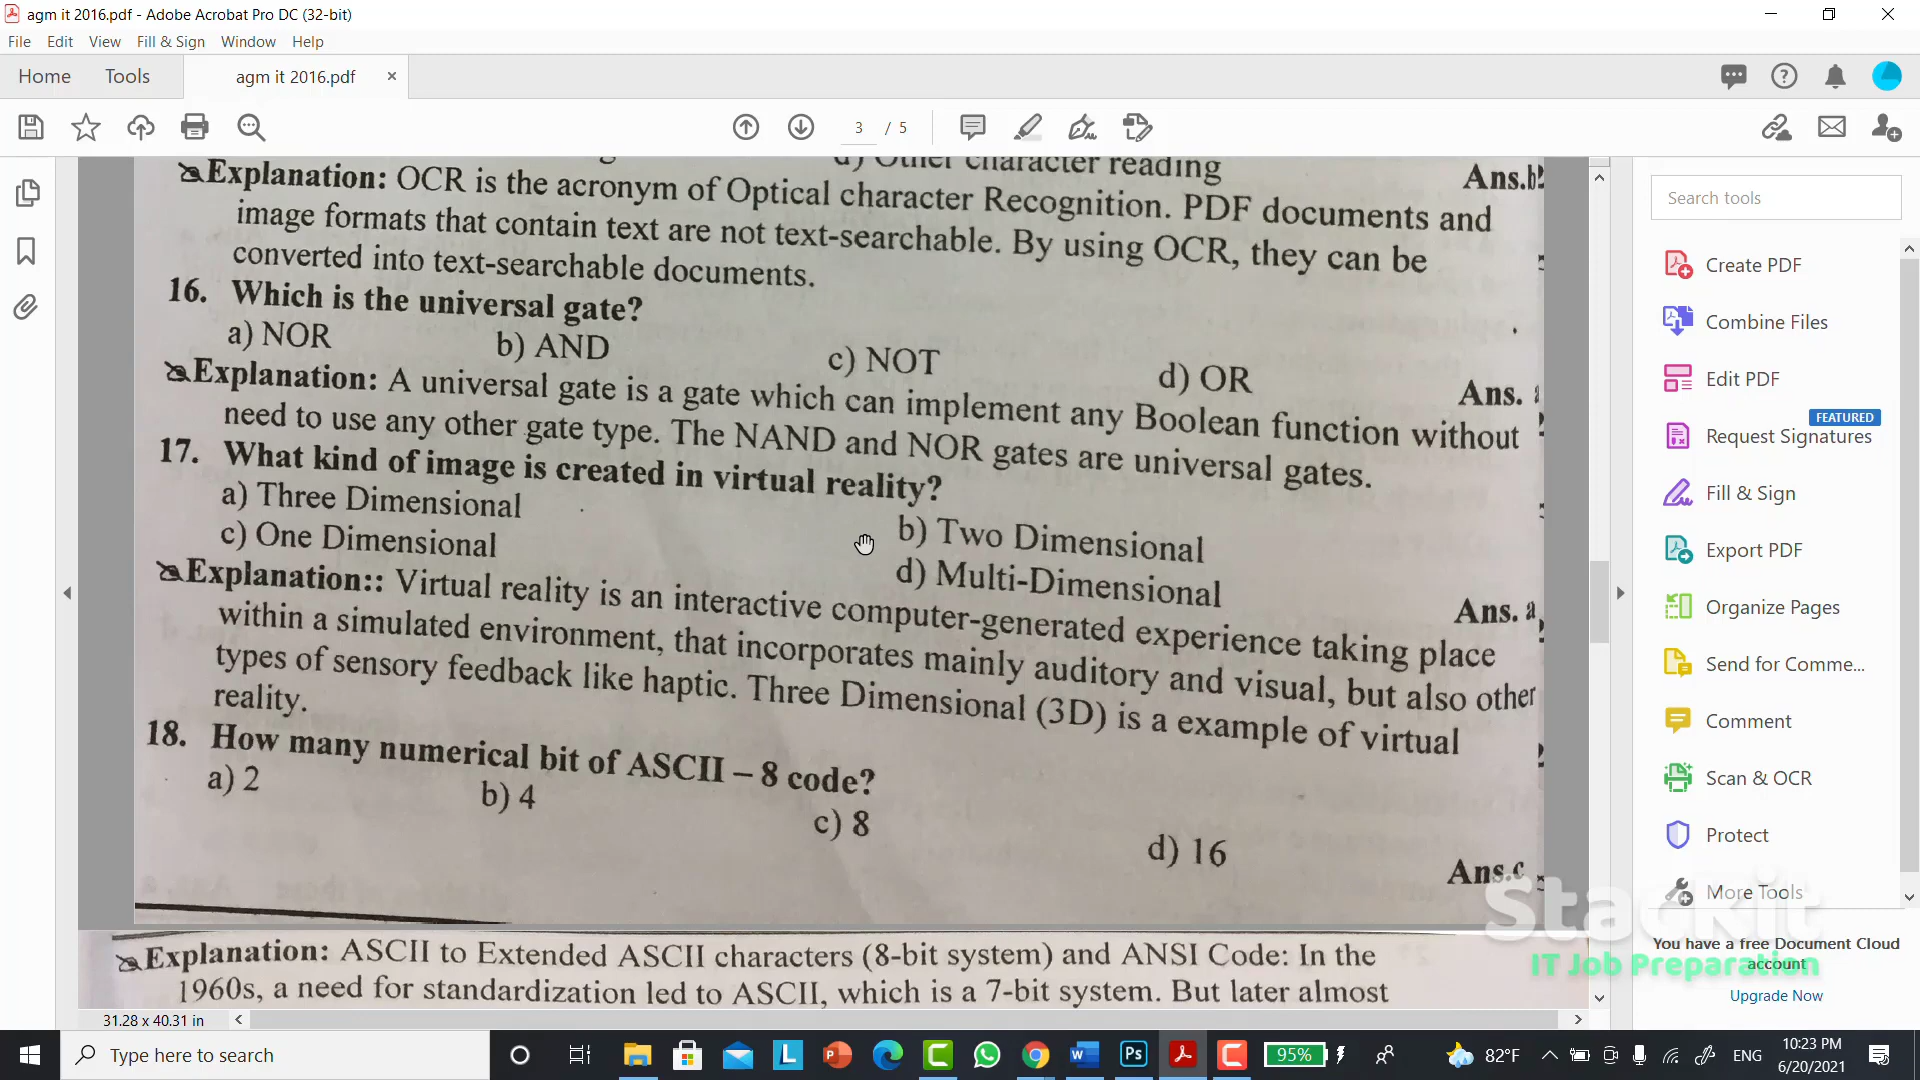 agm it 2016.pdf - Adobe Acrobat Pro DC (32-bit)
File Edit View Fill & Sign Window Help
Home Tools agm it 2016.pdf ×
3 / 5
d) Other character reading
Ans.b
Explanation: OCR is the acronym of Optical character Recognition. PDF documents and
image formats that contain text are not text-searchable. By using OCR, they can be
converted into text-searchable documents.
16. Which is the universal gate?
a) NOR b) AND c) NOT d) OR
Ans.
Explanation: A universal gate is a gate which can implement any Boolean function without
need to use any other gate type. The NAND and NOR gates are universal gates.
17. What kind of image is created in virtual reality?
a) Three Dimensional b) Two Dimensional
c) One Dimensional d) Multi-Dimensional
Ans. a
Explanation:: Virtual reality is an interactive computer-generated experience taking place
within a simulated environment, that incorporates mainly auditory and visual, but also other
types of sensory feedback like haptic. Three Dimensional (3D) is a example of virtual
reality.
18. How many numerical bit of ASCII – 8 code?
a) 2 b) 4 c) 8 d) 16
Ans.c
Explanation: ASCII to Extended ASCII characters (8-bit system) and ANSI Code: In the
1960s, a need for standardization led to ASCII, which is a 7-bit system. But later almost
31.28 x 40.31 in
Search tools
Create PDF
Combine Files
Edit PDF
FEATURED
Request Signatures
Fill & Sign
Export PDF
Organize Pages
Send for Comme...
Comment
Scan & OCR
Protect
More Tools
StackIt
IT Job Preparation
You have a free Document Cloud
account
Upgrade Now
Type here to search
95%
82°F
ENG
10:23 PM
6/20/2021